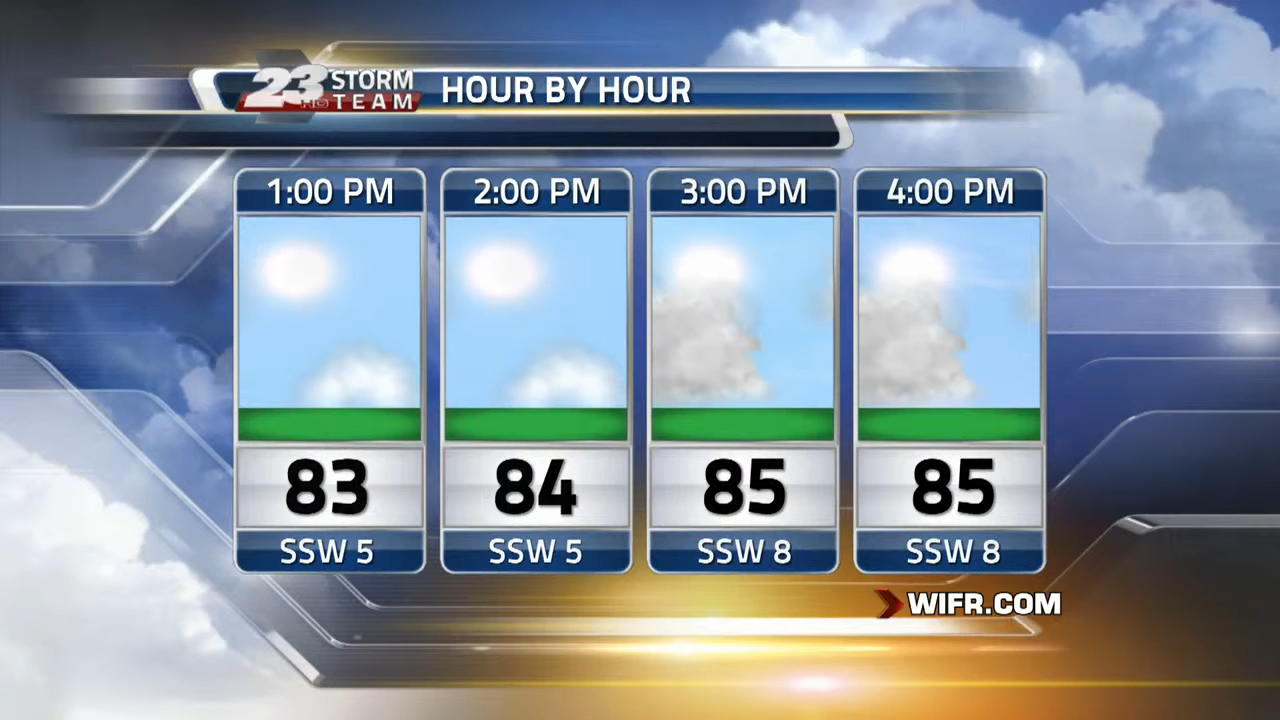 23 STORM
HD TEAM
HOUR BY HOUR
1:00 PM 2:00 PM 3:00 PM 4:00 PM
83 84 85 85
SSW 5 SSW 5 SSW 8 SSW 8
WIFR.COM